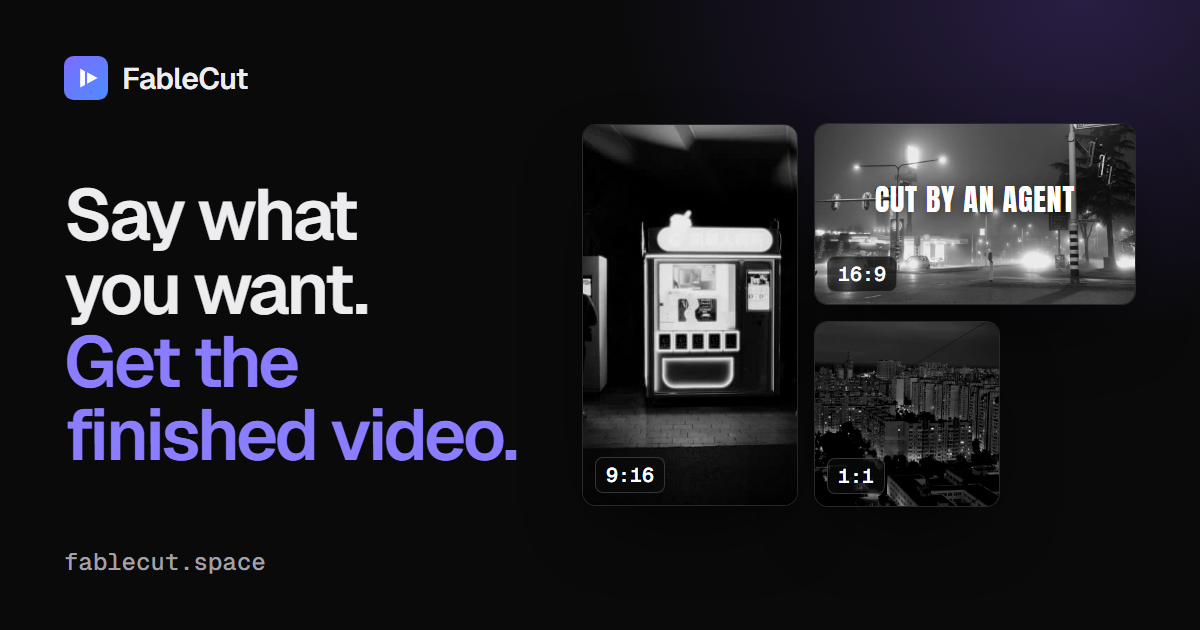 FableCut
Say what
you want.
Get the
finished video.
fablecut.space
CUT BY AN AGENT
16:9
9:16
1:1